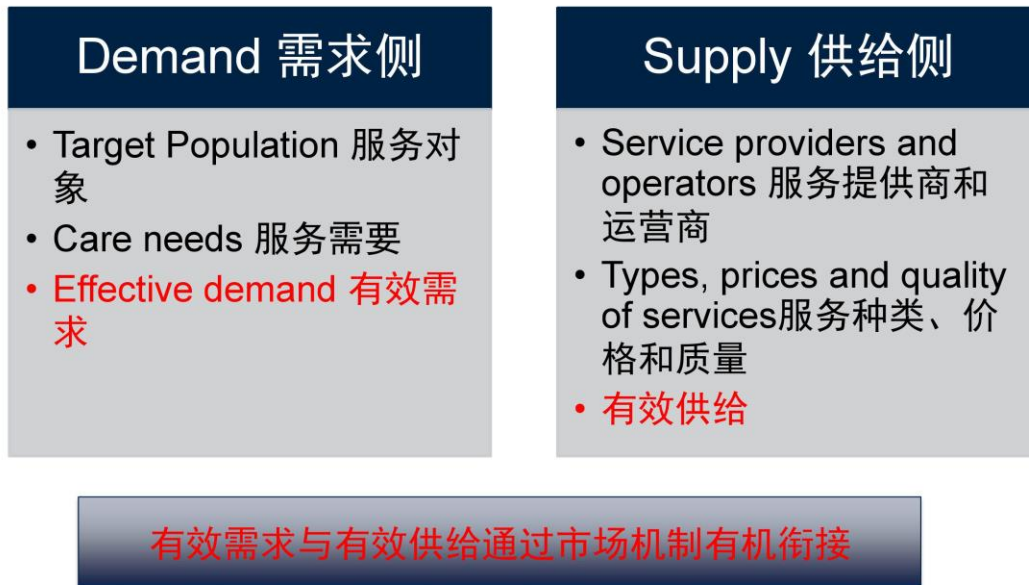 Demand 需求侧
• Target Population 服务对
象
• Care needs 服务需要
• Effective demand 有效需
求
Supply 供给侧
• Service providers and
operators 服务提供商和
运营商
• Types, prices and quality
of services服务种类、价
格和质量
• 有效供给
有效需求与有效供给通过市场机制有机衔接